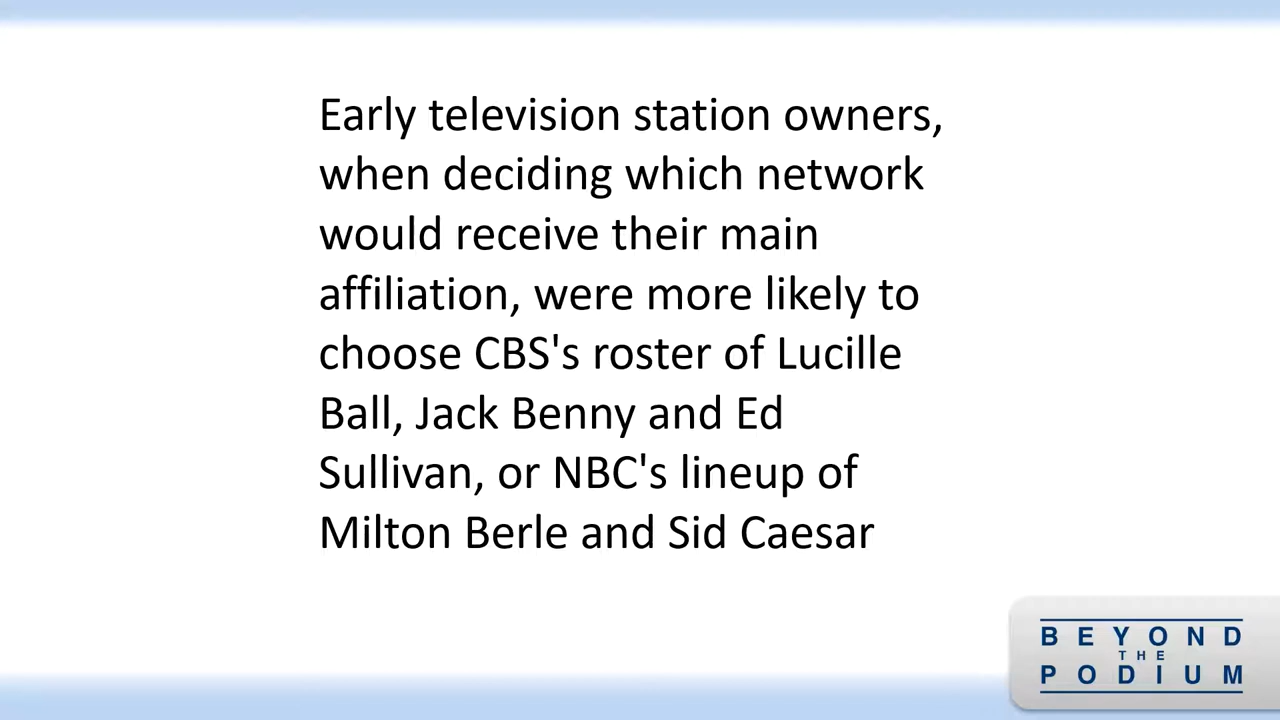 Early television station owners,
when deciding which network
would receive their main
affiliation, were more likely to
choose CBS's roster of Lucille
Ball, Jack Benny and Ed
Sullivan, or NBC's lineup of
Milton Berle and Sid Caesar
BEYOND
THE
PODIUM